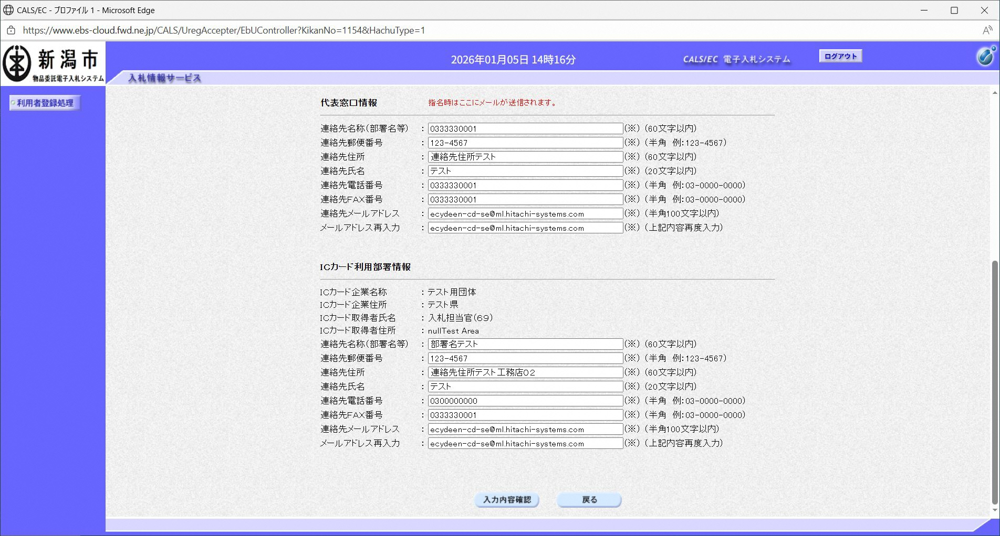 CALS/EC - プロファイル 1 - Microsoft Edge
https://www.ebs-cloud.fwd.ne.jp/CALS/UregAccepter/EbUController?KikanNo=1154&HachuType=1
新潟市
物品委託電子入札システム
2026年01月05日 14時16分
CALS/EC 電子入札システム
ログアウト
入札情報サービス
利用者登録処理
代表窓口情報 指名時はここにメールが送信されます。
連絡先名称(部署名等) : 0333330001 (※) (60文字以内)
連絡先郵便番号 : 123-4567 (※) (半角 例:123-4567)
連絡先住所 : 連絡先住所テスト (※) (60文字以内)
連絡先氏名 : テスト (※) (20文字以内)
連絡先電話番号 : 0333330001 (※) (半角 例:03-0000-0000)
連絡先FAX番号 : 0333330001 (※) (半角 例:03-0000-0000)
連絡先メールアドレス : ecydeen-cd-se@ml.hitachi-systems.com (※) (半角100文字以内)
メールアドレス再入力 : ecydeen-cd-se@ml.hitachi-systems.com (※) (上記内容再度入力)
ICカード利用部署情報
ICカード企業名称 : テスト用団体
ICカード企業住所 : テスト県
ICカード取得者氏名 : 入札担当官(69)
ICカード取得者住所 : nullTest Area
連絡先名称(部署名等) : 部署名テスト (※) (60文字以内)
連絡先郵便番号 : 123-4567 (※) (半角 例:123-4567)
連絡先住所 : 連絡先住所テスト工務店02 (※) (60文字以内)
連絡先氏名 : テスト (※) (20文字以内)
連絡先電話番号 : 0300000000 (※) (半角 例:03-0000-0000)
連絡先FAX番号 : 0333330001 (※) (半角 例:03-0000-0000)
連絡先メールアドレス : ecydeen-cd-se@ml.hitachi-systems.com (※) (半角100文字以内)
メールアドレス再入力 : ecydeen-cd-se@ml.hitachi-systems.com (※) (上記内容再度入力)
入力内容確認 戻る